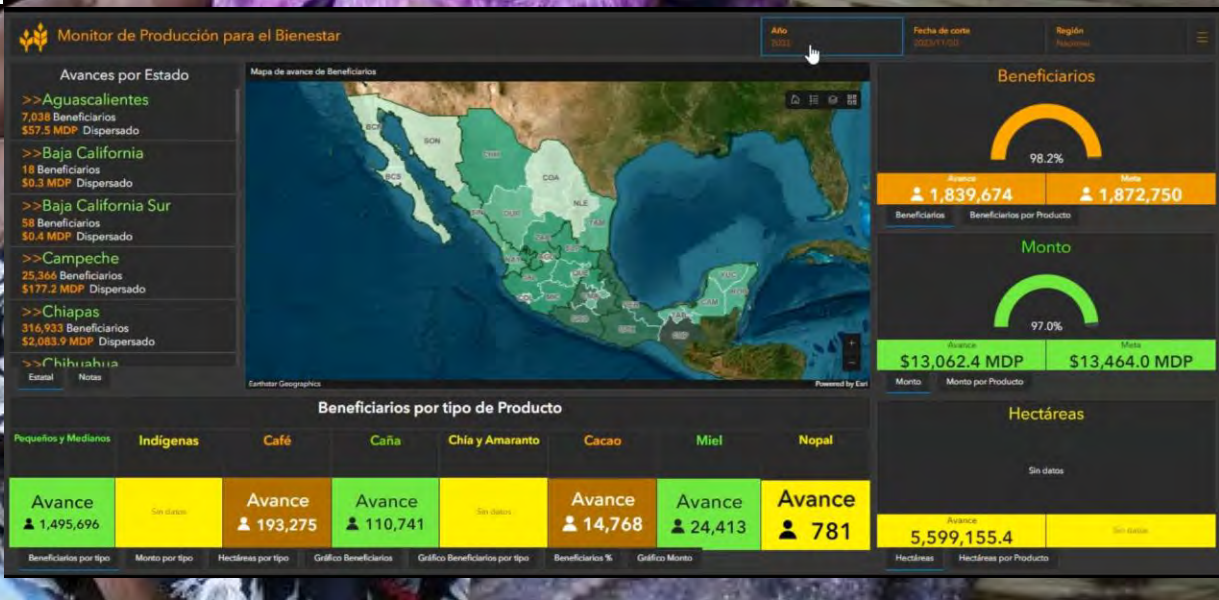 Monitor de Producción para el Bienestar
Año
Fecha de corte
Región
Nacional
Avances por Estado
>>Aguascalientes
7,038 Beneficiarios
$57.5 MDP Dispersado
>>Baja California
18 Beneficiarios
$0.3 MDP Dispersado
>>Baja California Sur
58 Beneficiarios
$0.4 MDP Dispersado
>>Campeche
25,366 Beneficiarios
$177.2 MDP Dispersado
>>Chiapas
316,933 Beneficiarios
$2,083.9 MDP Dispersado
>>Chihuahua
Estatal Notas
Mapa de avance de Beneficiarios
BCN
SON
CHH
BCS
COA
NLE
SIN
DUR
TAM
YUC
ROO
CAM
TAB
VER
MIC
OAX
Earthstar Geographics
Powered by Esri
Beneficiarios
98.2%
Avance Meta
1,839,674 1,872,750
Beneficiarios Beneficiarios por Producto
Monto
97.0%
Avance Meta
$13,062.4 MDP $13,464.0 MDP
Monto Monto por Producto
Hectáreas
Sin datos
Avance
5,599,155.4 Sin datos
Hectáreas Hectáreas por Producto
Beneficiarios por tipo de Producto
Pequeños y Medianos Indígenas Café Caña Chía y Amaranto Cacao Miel Nopal
Avance Sin datos Avance Avance Sin datos Avance Avance Avance
1,495,696 193,275 110,741 14,768 24,413 781
Beneficiarios por tipo Monto por tipo Hectáreas por tipo Gráfico Beneficiarios Gráfico Beneficiarios por tipo Beneficiarios % Gráfico Monto